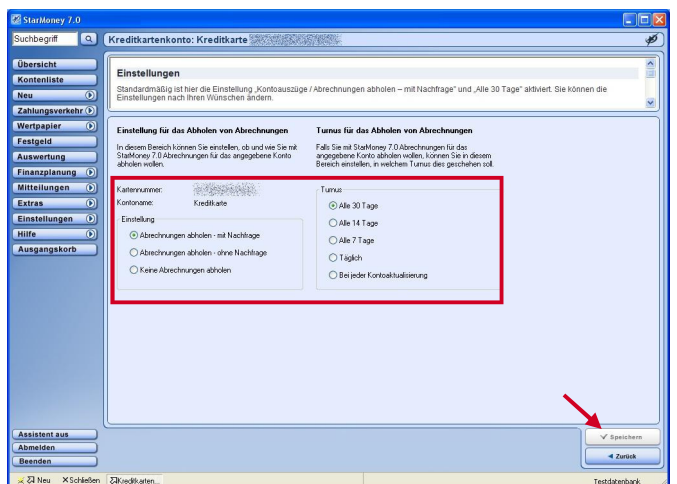 StarMoney 7.0
Suchbegriff
Kreditkartenkonto: Kreditkarte
Übersicht
Kontenliste
Neu
Zahlungsverkehr
Wertpapier
Festgeld
Auswertung
Finanzplanung
Mitteilungen
Extras
Einstellungen
Hilfe
Ausgangskorb
Einstellungen
Standardmäßig ist hier die Einstellung „Kontoauszüge / Abrechnungen abholen – mit Nachfrage" und „Alle 30 Tage" aktiviert. Sie können die
Einstellungen nach Ihren Wünschen ändern.
Einstellung für das Abholen von Abrechnungen
In diesem Bereich können Sie einstellen, ob und wie Sie mit
StarMoney 7.0 Abrechnungen für das angegebene Konto
abholen wollen.
Turnus für das Abholen von Abrechnungen
Falls Sie mit StarMoney 7.0 Abrechnungen für das
angegebene Konto abholen wollen, können Sie in diesem
Bereich einstellen, in welchem Turnus dies geschehen soll.
Kartennummer:
Kontoname: Kreditkarte
Einstellung
Abrechnungen abholen - mit Nachfrage
Abrechnungen abholen - ohne Nachfrage
Keine Abrechnungen abholen
Turnus
Alle 30 Tage
Alle 14 Tage
Alle 7 Tage
Täglich
Bei jeder Kontoaktualisierung
Assistent aus
Abmelden
Beenden
Speichern
Zurück
Neu
Schließen
Kreditkarten...
Testdatenbank